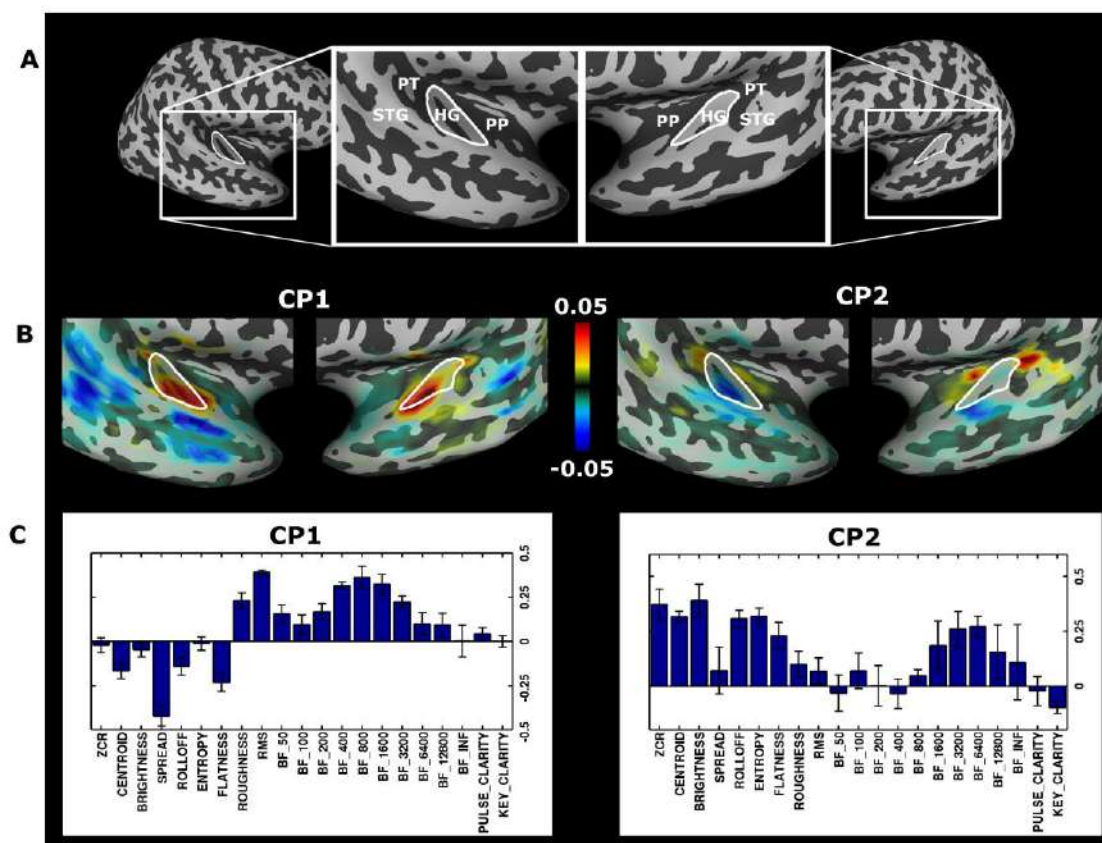 A
PT
STG
HG
PP
PP
HG
PT
STG
B
CP1
0.05
-0.05
CP2
C
CP1
0.5
0.25
0
-0.25
-0.5
ZCR
CENTROID
BRIGHTNESS
SPREAD
ROLLOFF
ENTROPY
FLATNESS
ROUGHNESS
RMS
BF_50
BF_100
BF_200
BF_400
BF_800
BF_1600
BF_3200
BF_6400
BF_12800
BF_INF
PULSE_CLARITY
KEY_CLARITY
CP2
0.5
0.25
0
ZCR
CENTROID
BRIGHTNESS
SPREAD
ROLLOFF
ENTROPY
FLATNESS
ROUGHNESS
RMS
BF_50
BF_100
BF_200
BF_400
BF_800
BF_1600
BF_3200
BF_6400
BF_12800
BF_INF
PULSE_CLARITY
KEY_CLARITY